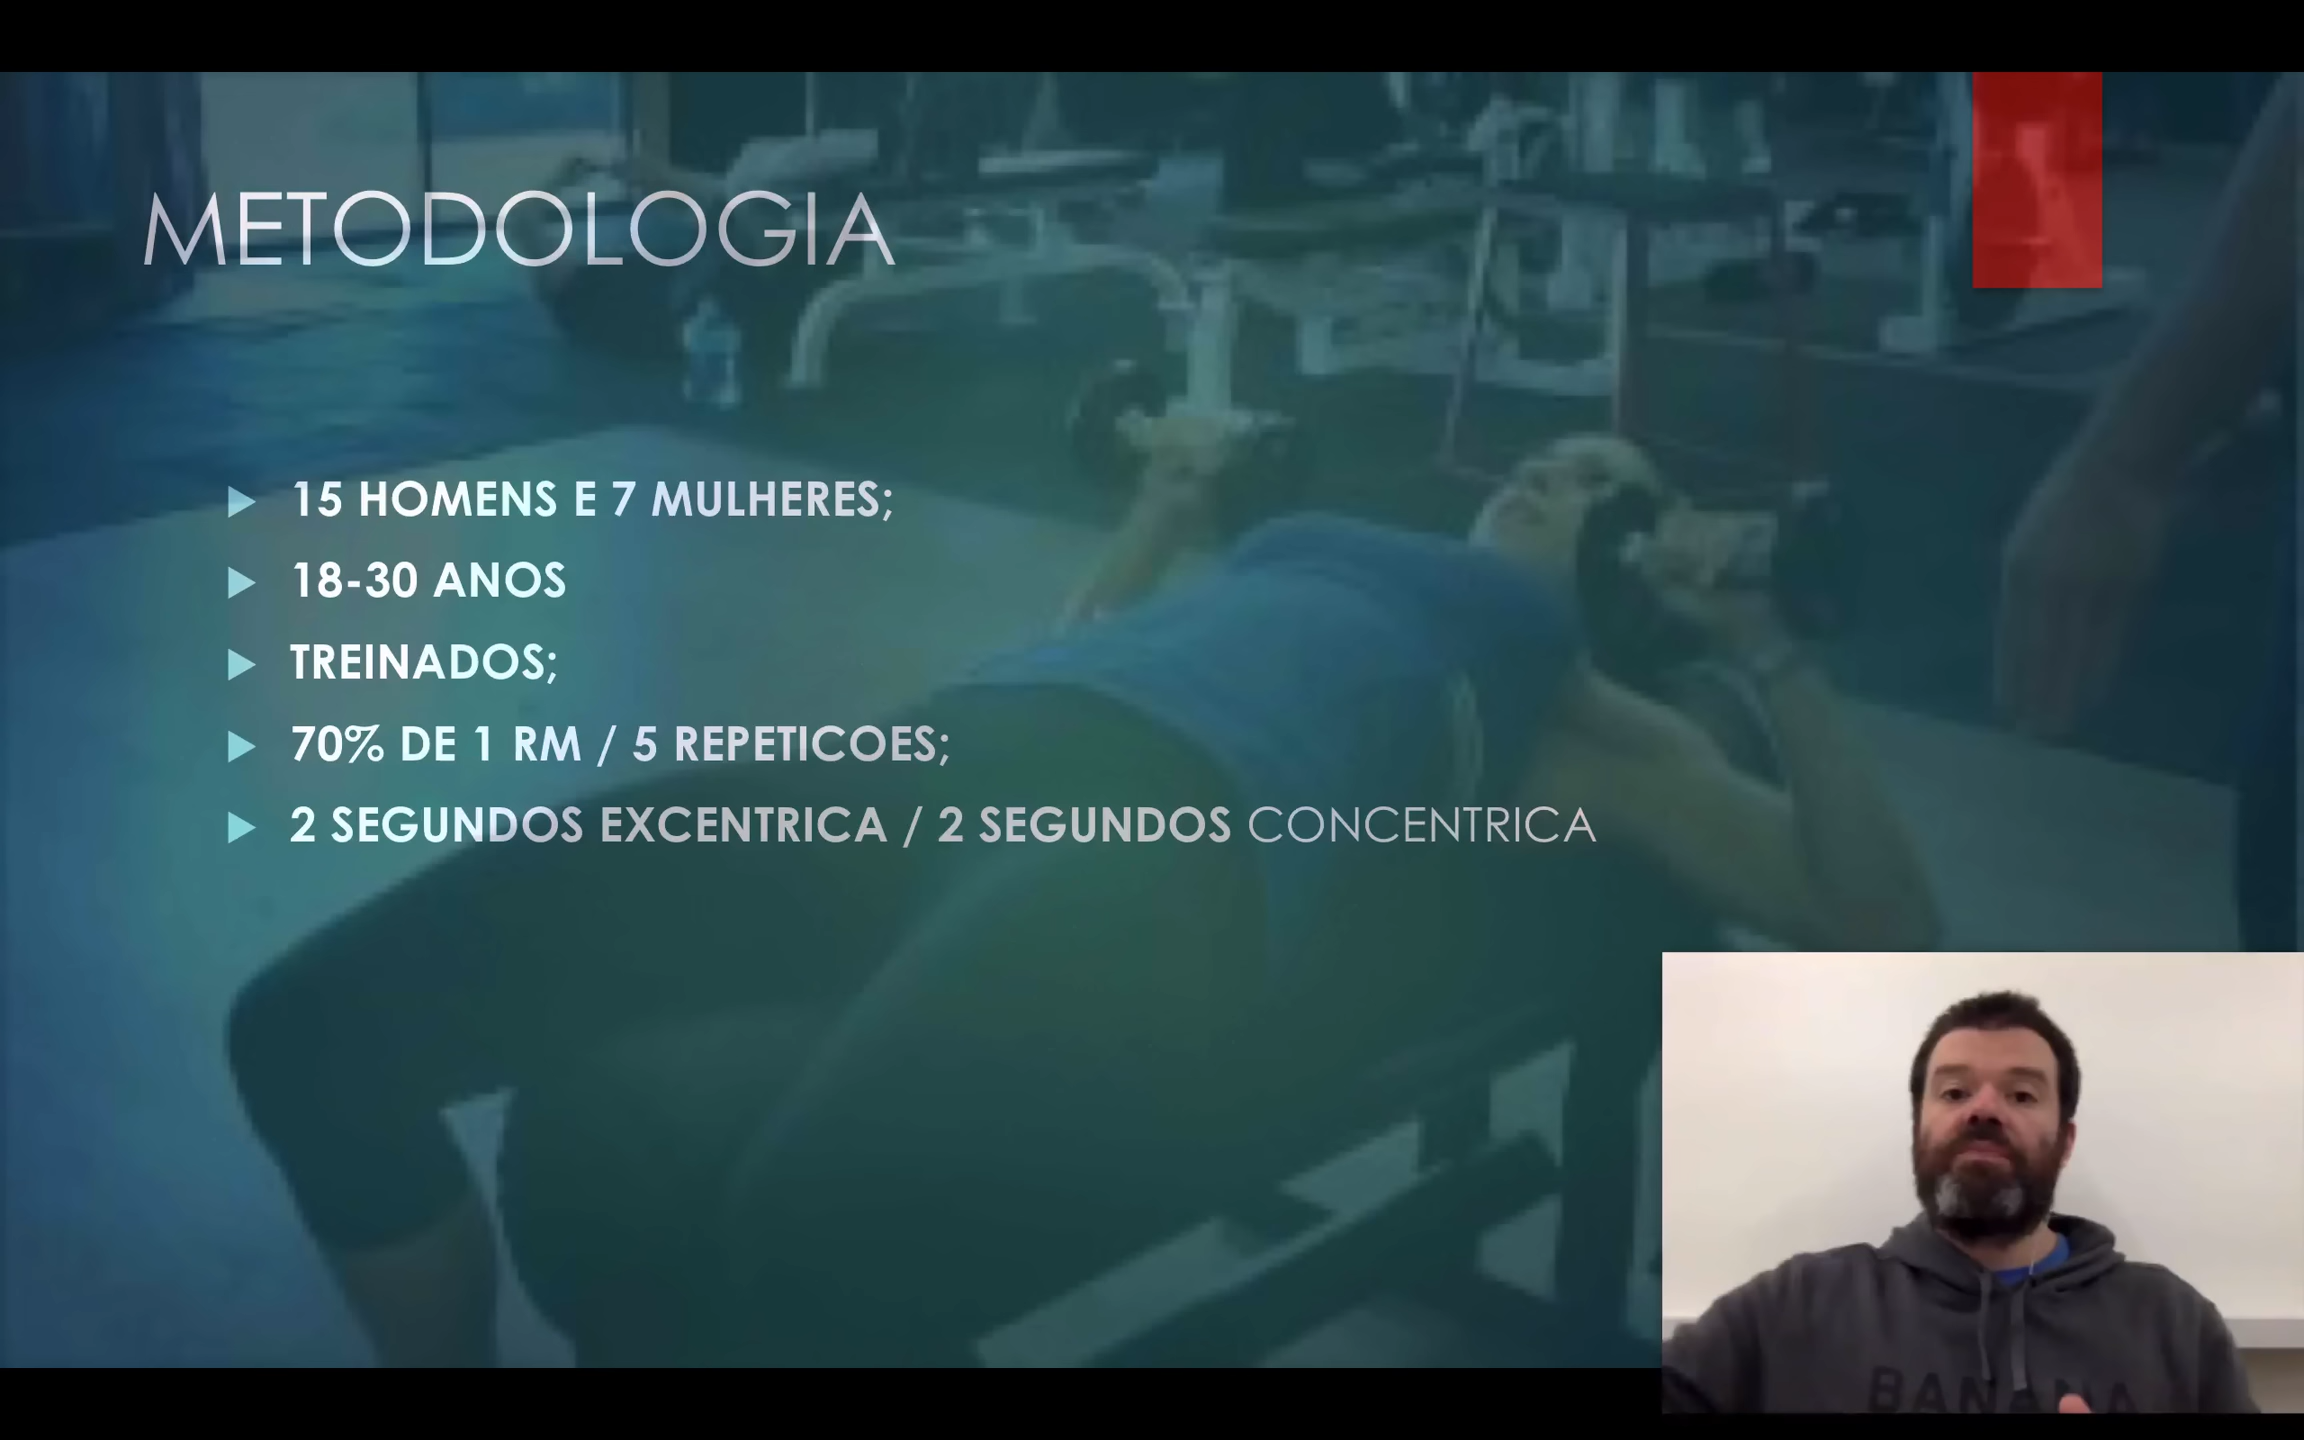 METODOLOGIA
15 HOMENS E 7 MULHERES;
18-30 ANOS
TREINADOS;
70% DE 1 RM / 5 REPETICOES;
2 SEGUNDOS EXCENTRICA / 2 SEGUNDOS CONCENTRICA
BANANA